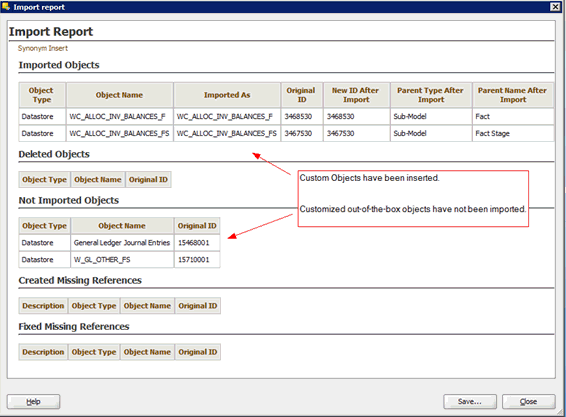 Import report
Import Report
Synonym Insert
Imported Objects
Object Type Object Name Imported As Original ID New ID After Import Parent Type After Import Parent Name After Import
Datastore WC_ALLOC_INV_BALANCES_F WC_ALLOC_INV_BALANCES_F 3468530 3468530 Sub-Model Fact
Datastore WC_ALLOC_INV_BALANCES_FS WC_ALLOC_INV_BALANCES_FS 3467530 3467530 Sub-Model Fact Stage
Deleted Objects
Object Type Object Name Original ID
Custom Objects have been inserted.
Customized out-of-the-box objects have not been imported.
Not Imported Objects
Object Type Object Name Original ID
Datastore General Ledger Journal Entries 15468001
Datastore W_GL_OTHER_FS 15710001
Created Missing References
Description Object Type Object Name Original ID
Fixed Missing References
Description Object Type Object Name Original ID
Help Save... Close